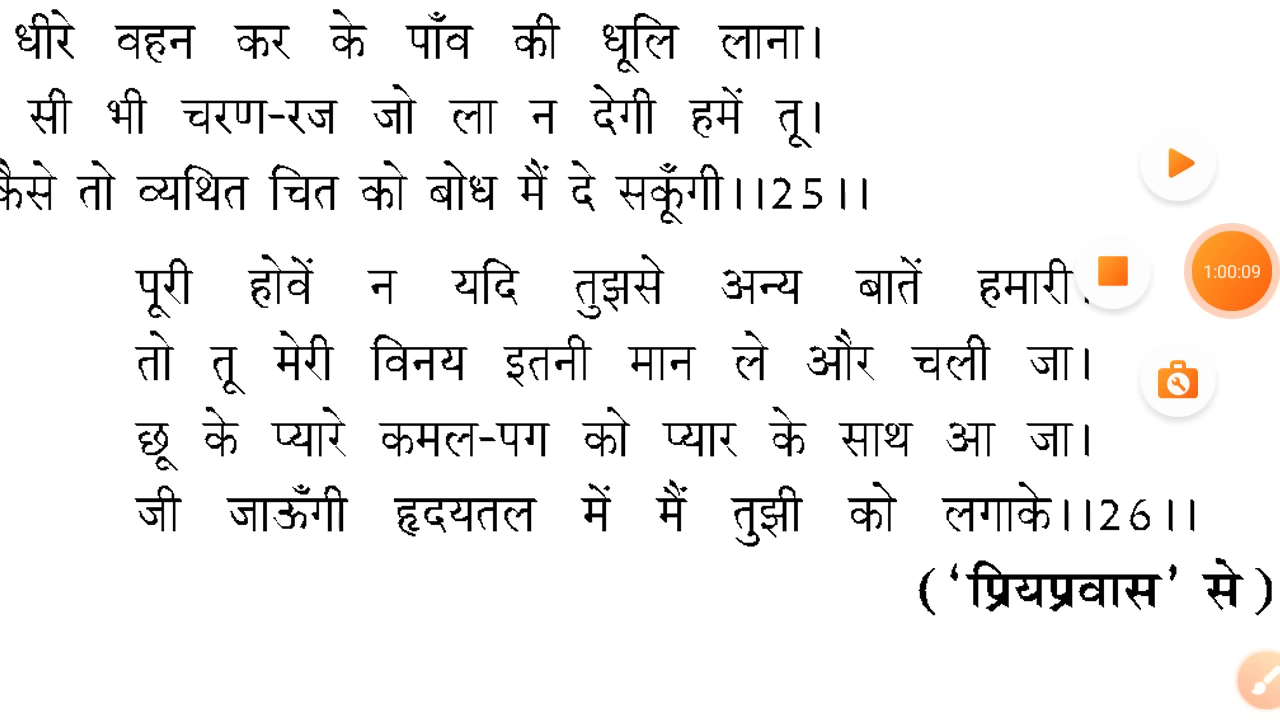 धीरे वहन कर के पाँव की धूलि लाना।
सी भी चरण-रज जो ला न देगी हमें तू।
कैसे तो व्यथित चित को बोध मैं दे सकूँगी।।25।।
पूरी होवें न यदि तुझसे अन्य बातें हमारी।
तो तू मेरी विनय इतनी मान ले और चली जा।
छू के प्यारे कमल-पग को प्यार के साथ आ जा।
जी जाऊँगी हृदयतल में मैं तुझी को लगाके।।26।।
(‘प्रियप्रवास’ से)
1:00:09